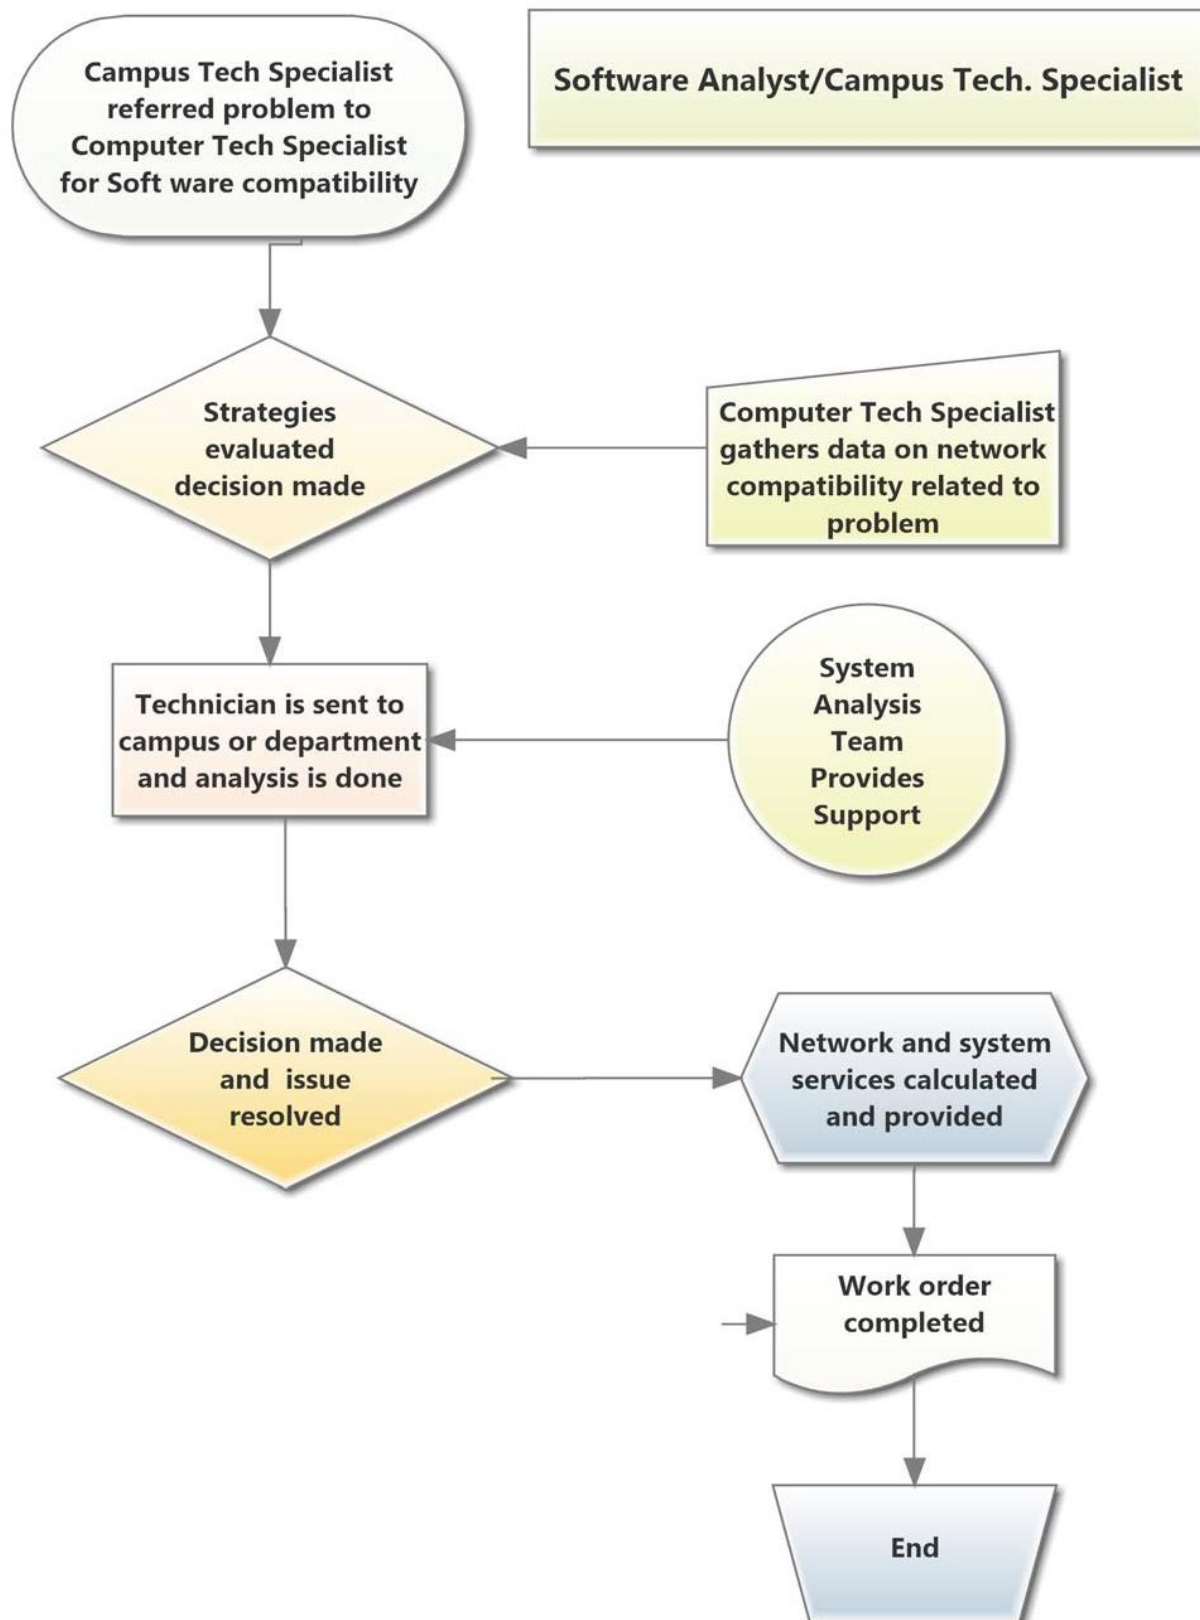 Campus Tech Specialist
referred problem to
Computer Tech Specialist
for Soft ware compatibility
Software Analyst/Campus Tech. Specialist
Strategies
evaluated
decision made
Computer Tech Specialist
gathers data on network
compatibility related to
problem
Technician is sent to
campus or department
and analysis is done
System
Analysis
Team
Provides
Support
Decision made
and issue
resolved
Network and system
services calculated
and provided
Work order
completed
End